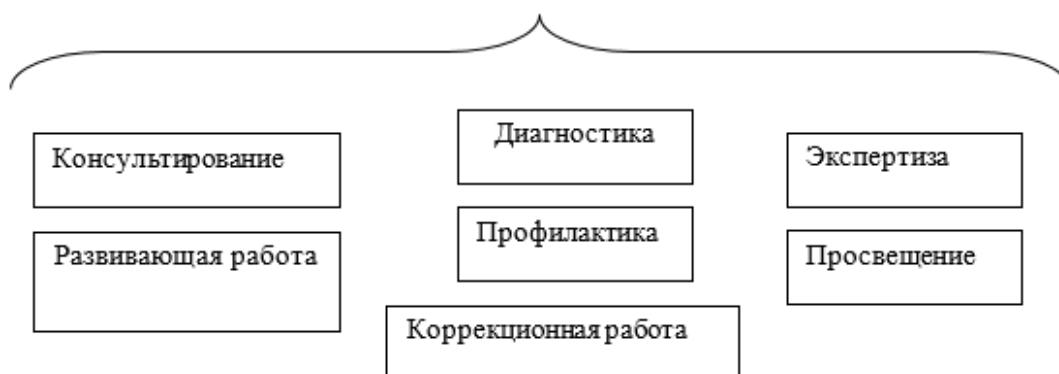 Диагностика
Консультирование
Экспертиза
Профилактика
Развивающая работа
Просвещение
Коррекционная работа